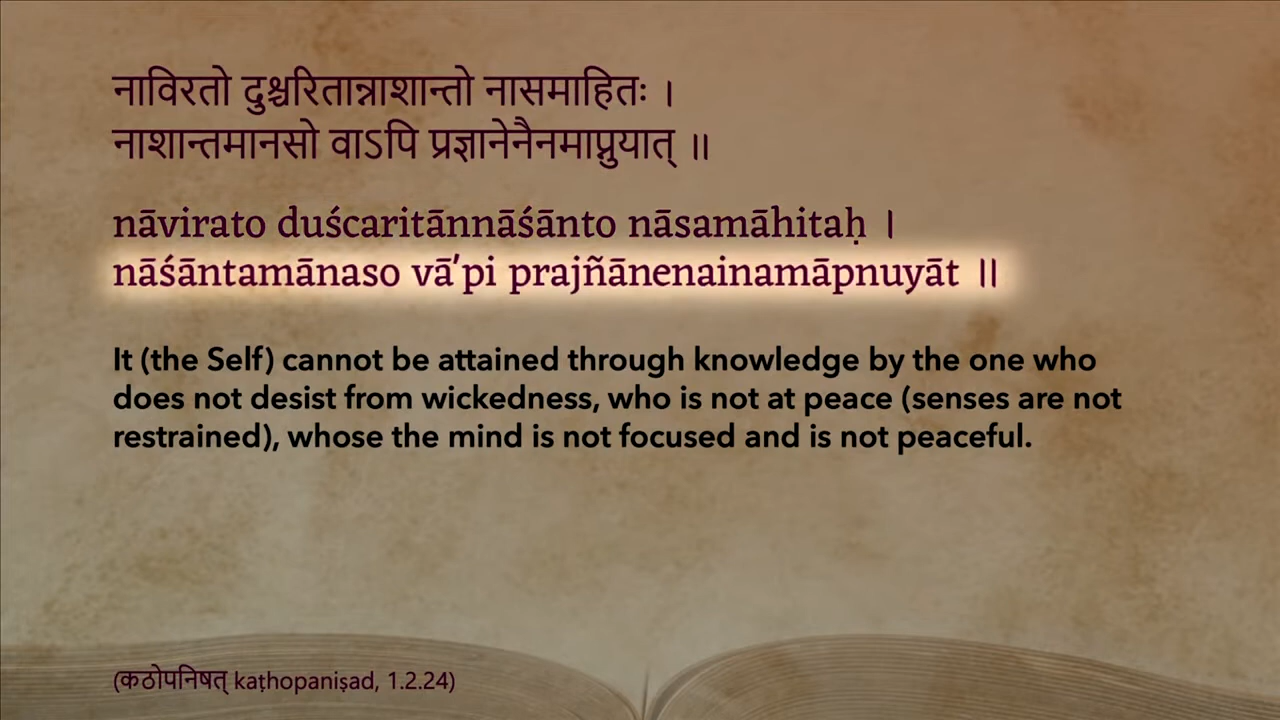 नाविरतो दुश्चरितान्नाशान्तो नासमाहितः ।
नाशान्तमानसो वाऽपि प्रज्ञानेनैनमाप्नुयात् ॥
nāvirato duścaritānnāśānto nāsamāhitaḥ ।
nāśāntamānaso vā'pi prajñānenainamāpnuyāt ॥
It (the Self) cannot be attained through knowledge by the one who
does not desist from wickedness, who is not at peace (senses are not
restrained), whose the mind is not focused and is not peaceful.
(कठोपनिषत् kaṭhopaniṣad, 1.2.24)